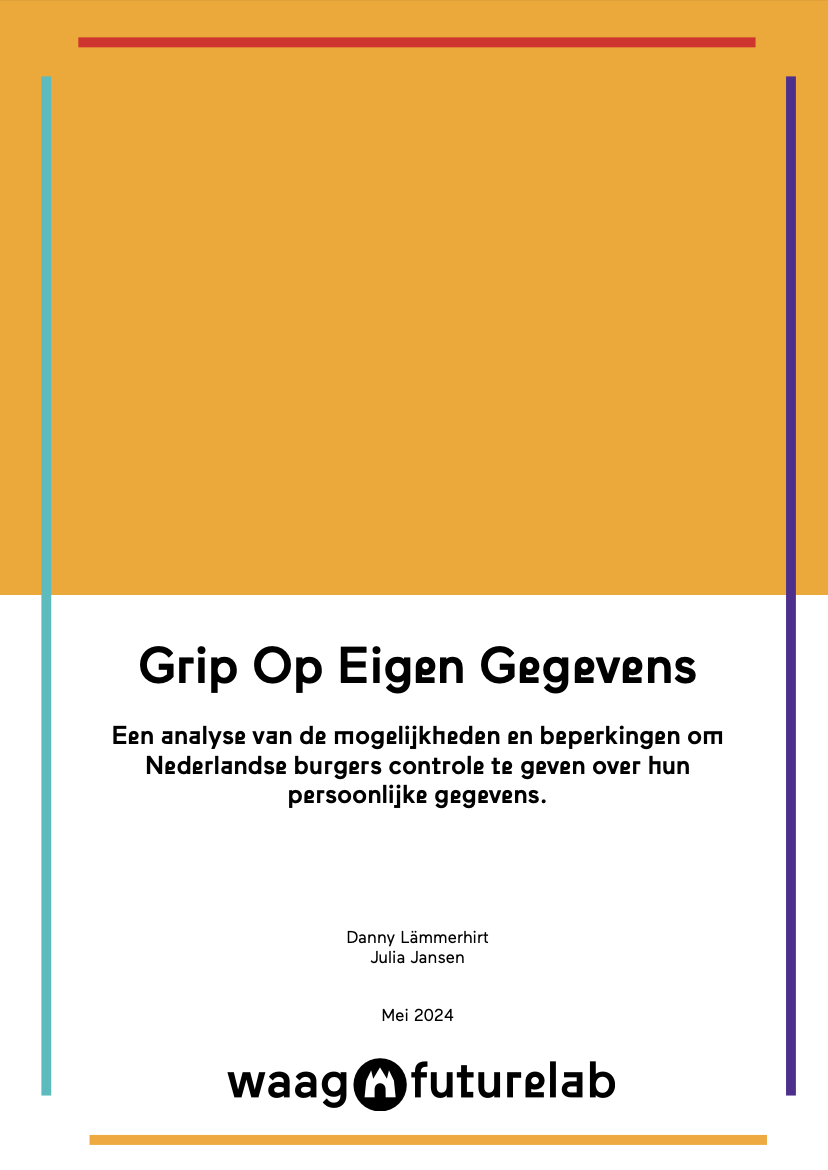 Grip Op Eigen Gegevens
Een analyse van de mogelijkheden en beperkingen om
Nederlandse burgers controle te geven over hun
persoonlijke gegevens.
Danny Lämmerhirt
Julia Jansen
Mei 2024
waag futurelab